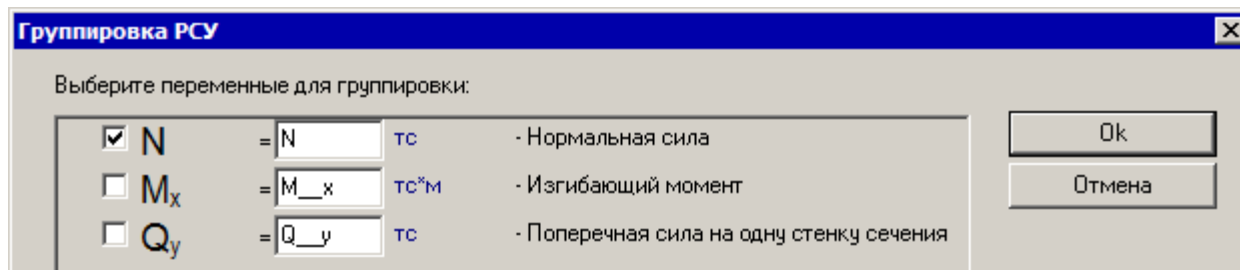 Группировка РСУ
Выберите переменные для группировки:
N = N тс - Нормальная сила
Ok
Mx = M__x тс*м - Изгибающий момент
Отмена
Qy = Q__y тс - Поперечная сила на одну стенку сечения